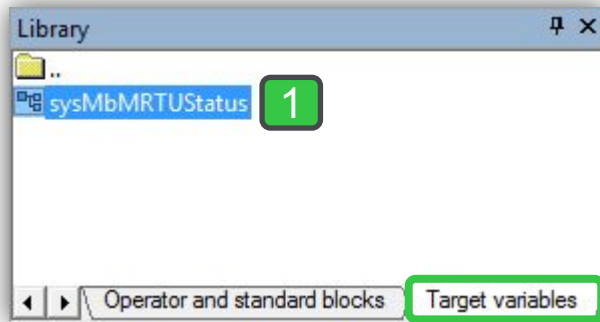 Library
..
sysMbMRTUStatus 1
Operator and standard blocks Target variables